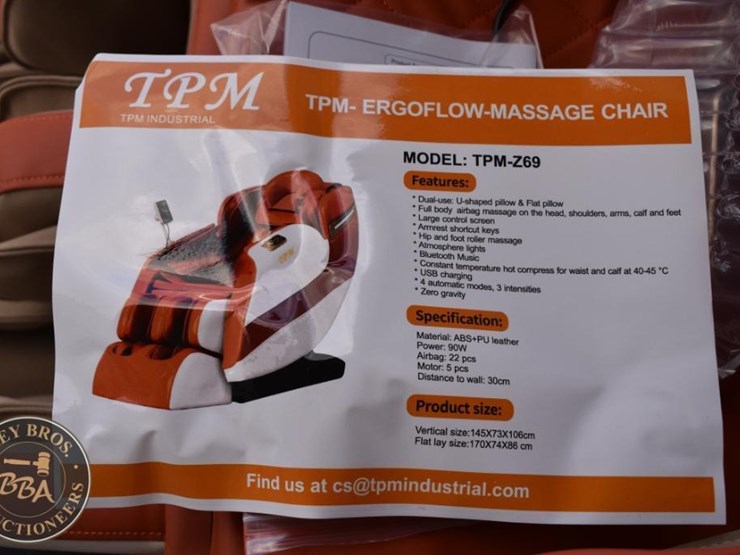 TPM
TPM INDUSTRIAL
TPM- ERGOFLOW-MASSAGE CHAIR
MODEL: TPM-Z69
Features:
* Dual-use: U-shaped pillow & Flat pillow
* Full body airbag massage on the head, shoulders, arms, calf and feet
* Large control screen
* Armrest shortcut keys
* Hip and foot roller massage
* Atmosphere lights
* Bluetooth Music
* Constant temperature hot compress for waist and calf at 40-45 °C
* USB charging
* 4 automatic modes, 3 intensities
* Zero gravity
TPM
Specification:
Material: ABS+PU leather
Power: 90W
Airbag: 22 pcs
Motor: 5 pcs
Distance to wall: 30cm
Product size:
Vertical size:145X73X106cm
Flat lay size:170X74X86 cm
Find us at cs@tpmindustrial.com
EY BROS.
BBA
CTIONEERS